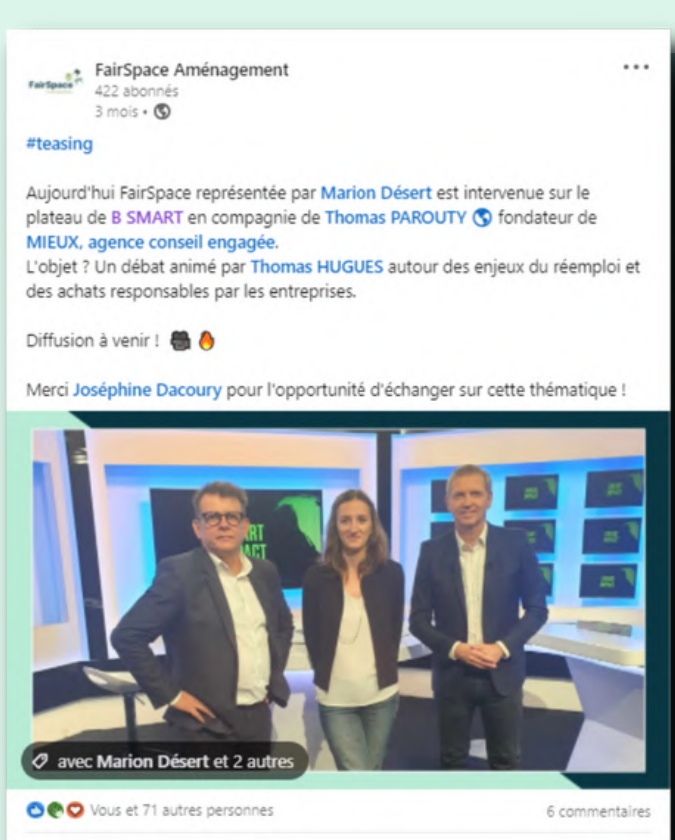 FairSpace
FairSpace Aménagement
422 abonnés
3 mois •
#teasing
Aujourd'hui FairSpace représentée par Marion Désert est intervenue sur le
plateau de B SMART en compagnie de Thomas PAROUTY 🌎 fondateur de
MIEUX, agence conseil engagée.
L'objet ? Un débat animé par Thomas HUGUES autour des enjeux du réemploi et
des achats responsables par les entreprises.
Diffusion à venir ! 🎥 🔥
Merci Joséphine Dacoury pour l'opportunité d'échanger sur cette thématique !
avec Marion Désert et 2 autres
Vous et 71 autres personnes
6 commentaires